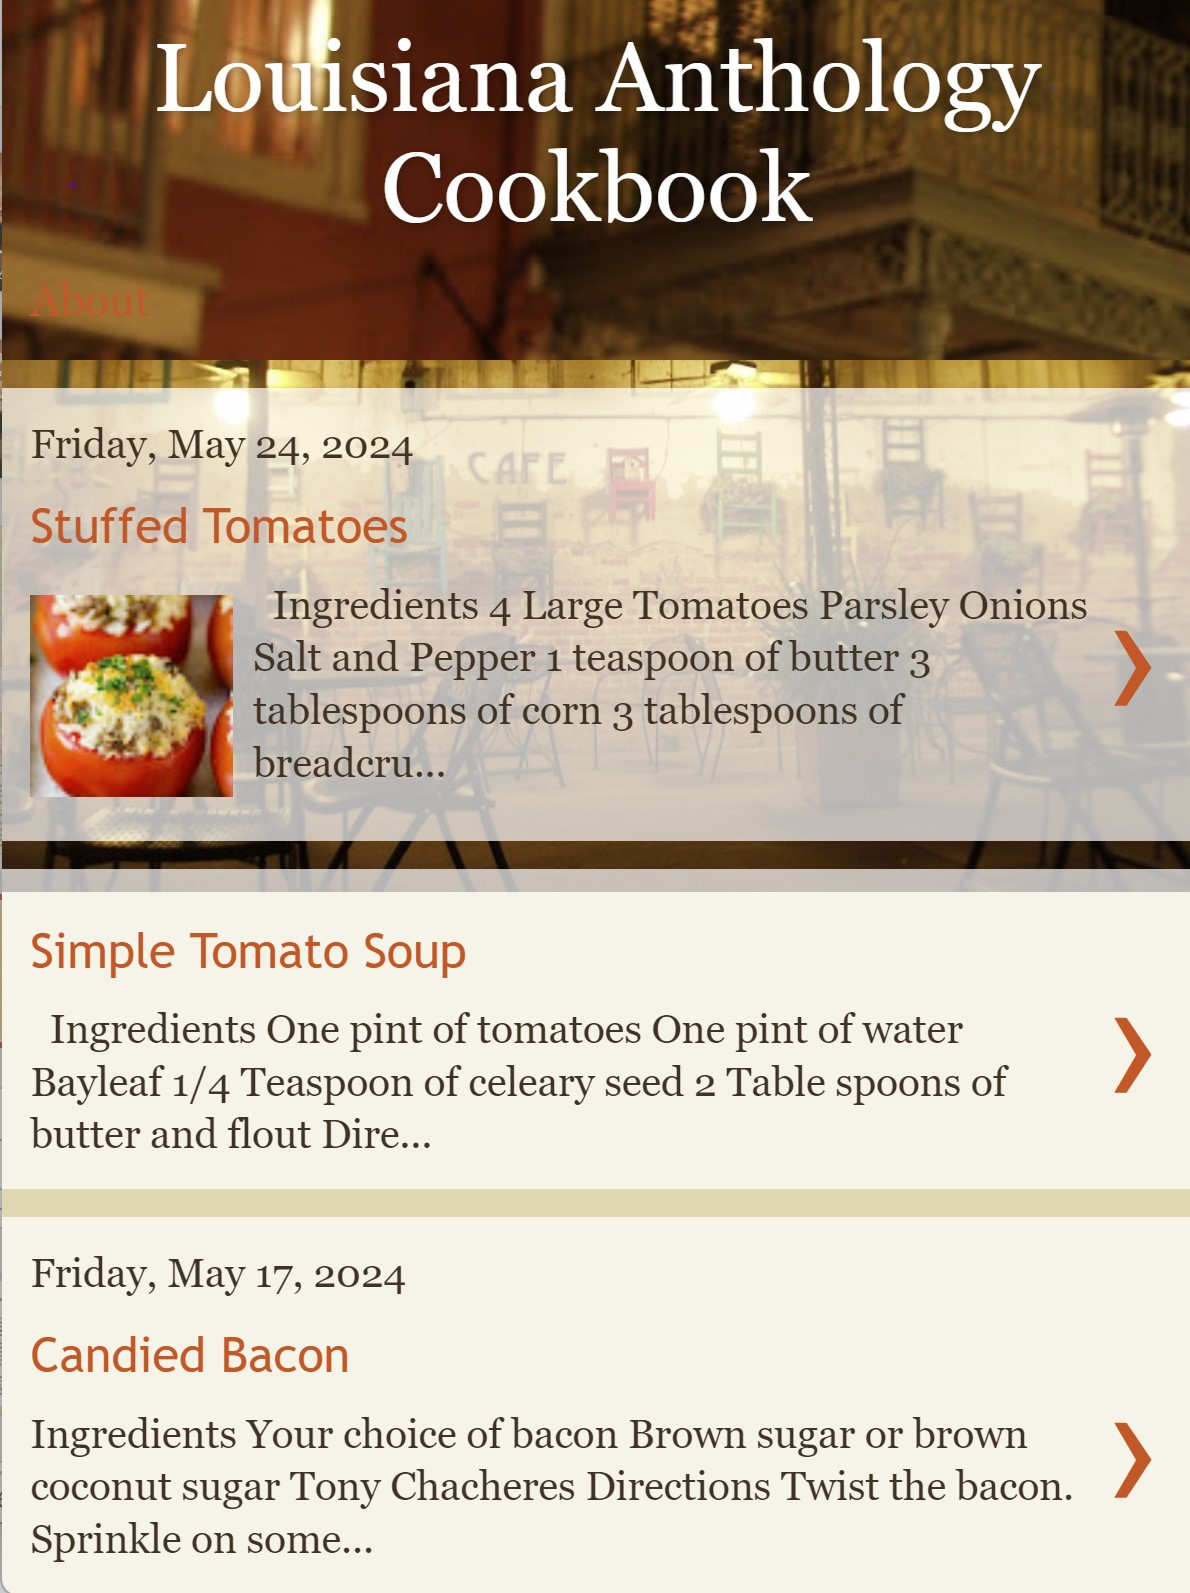 Louisiana Anthology
Cookbook
About
Friday, May 24, 2024
CAFE
Stuffed Tomatoes
Ingredients 4 Large Tomatoes Parsley Onions
Salt and Pepper 1 teaspoon of butter 3
tablespoons of corn 3 tablespoons of
breadcru...
❯
Simple Tomato Soup
Ingredients One pint of tomatoes One pint of water
Bayleaf 1/4 Teaspoon of celeary seed 2 Table spoons of
butter and flout Dire...
❯
Friday, May 17, 2024
Candied Bacon
Ingredients Your choice of bacon Brown sugar or brown
coconut sugar Tony Chacheres Directions Twist the bacon.
Sprinkle on some...
❯